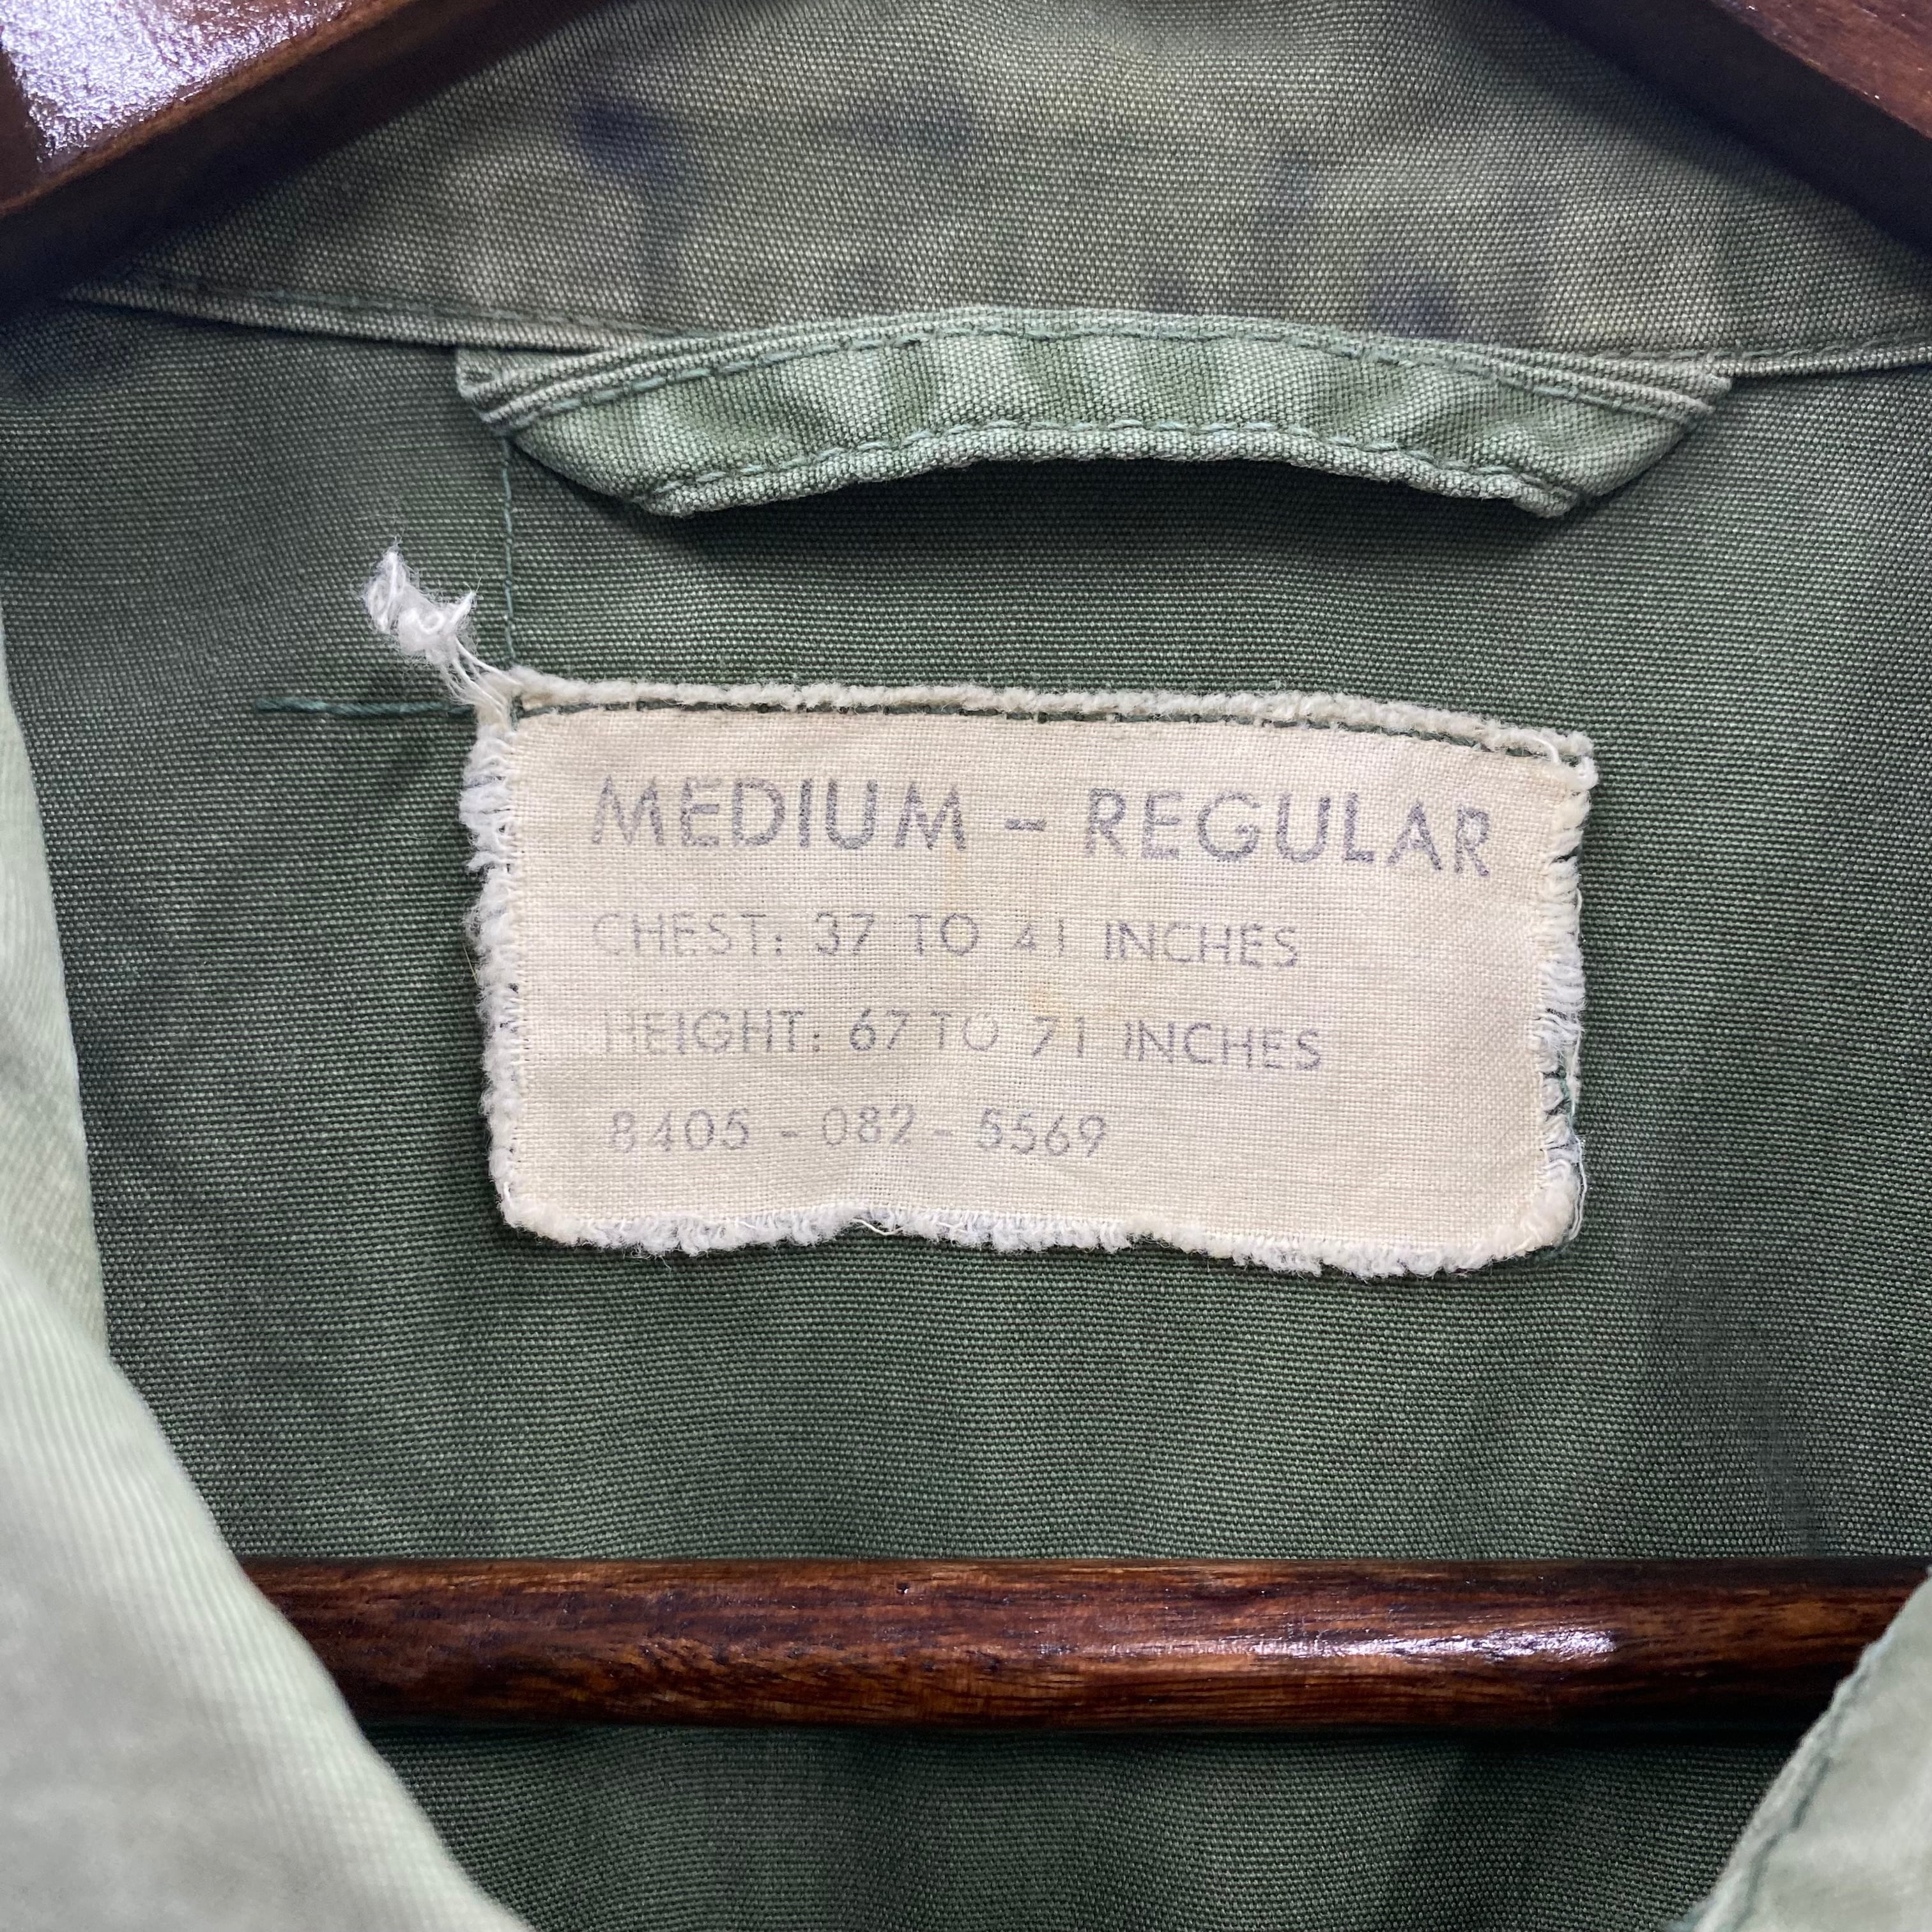 MEDIUM - REGULAR
CHEST: 37 TO 41 INCHES
HEIGHT: 67 TO 71 INCHES
8405 - 082 - 5569